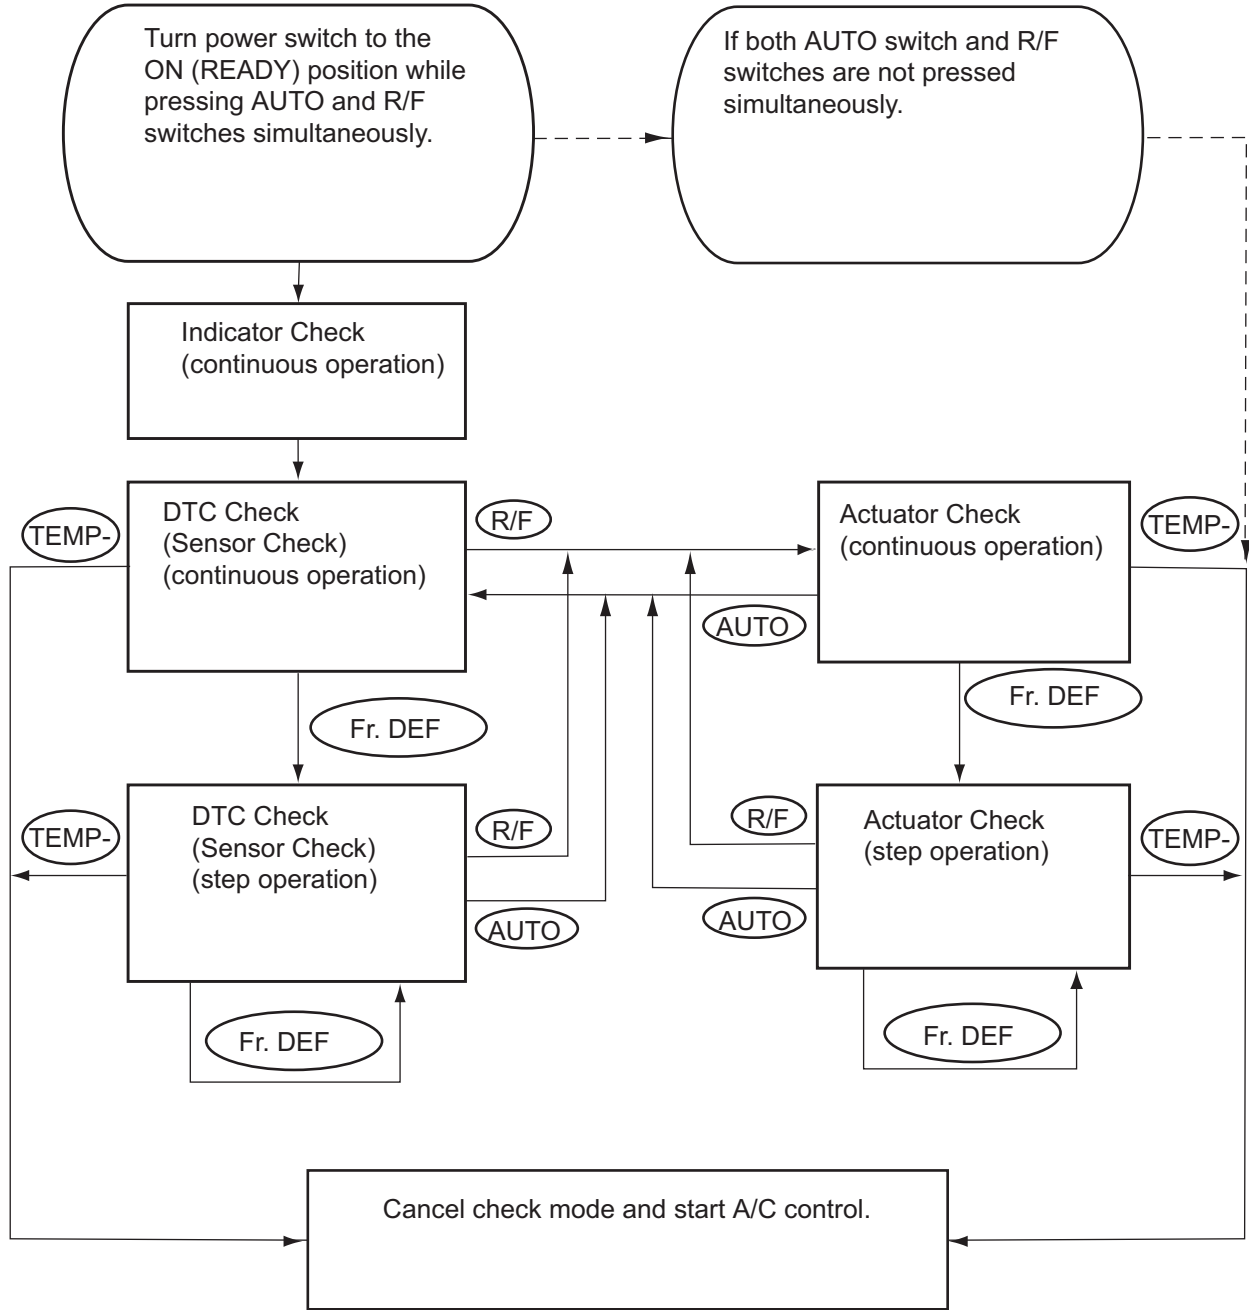 Turn power switch to the
ON (READY) position while
pressing AUTO and R/F
switches simultaneously.
If both AUTO switch and R/F
switches are not pressed
simultaneously.
Indicator Check
(continuous operation)
TEMP-
DTC Check
(Sensor Check)
(continuous operation)
R/F
AUTO
Actuator Check
(continuous operation)
TEMP-
Fr. DEF
Fr. DEF
TEMP-
DTC Check
(Sensor Check)
(step operation)
R/F
AUTO
R/F
AUTO
Actuator Check
(step operation)
TEMP-
Fr. DEF
Fr. DEF
Cancel check mode and start A/C control.